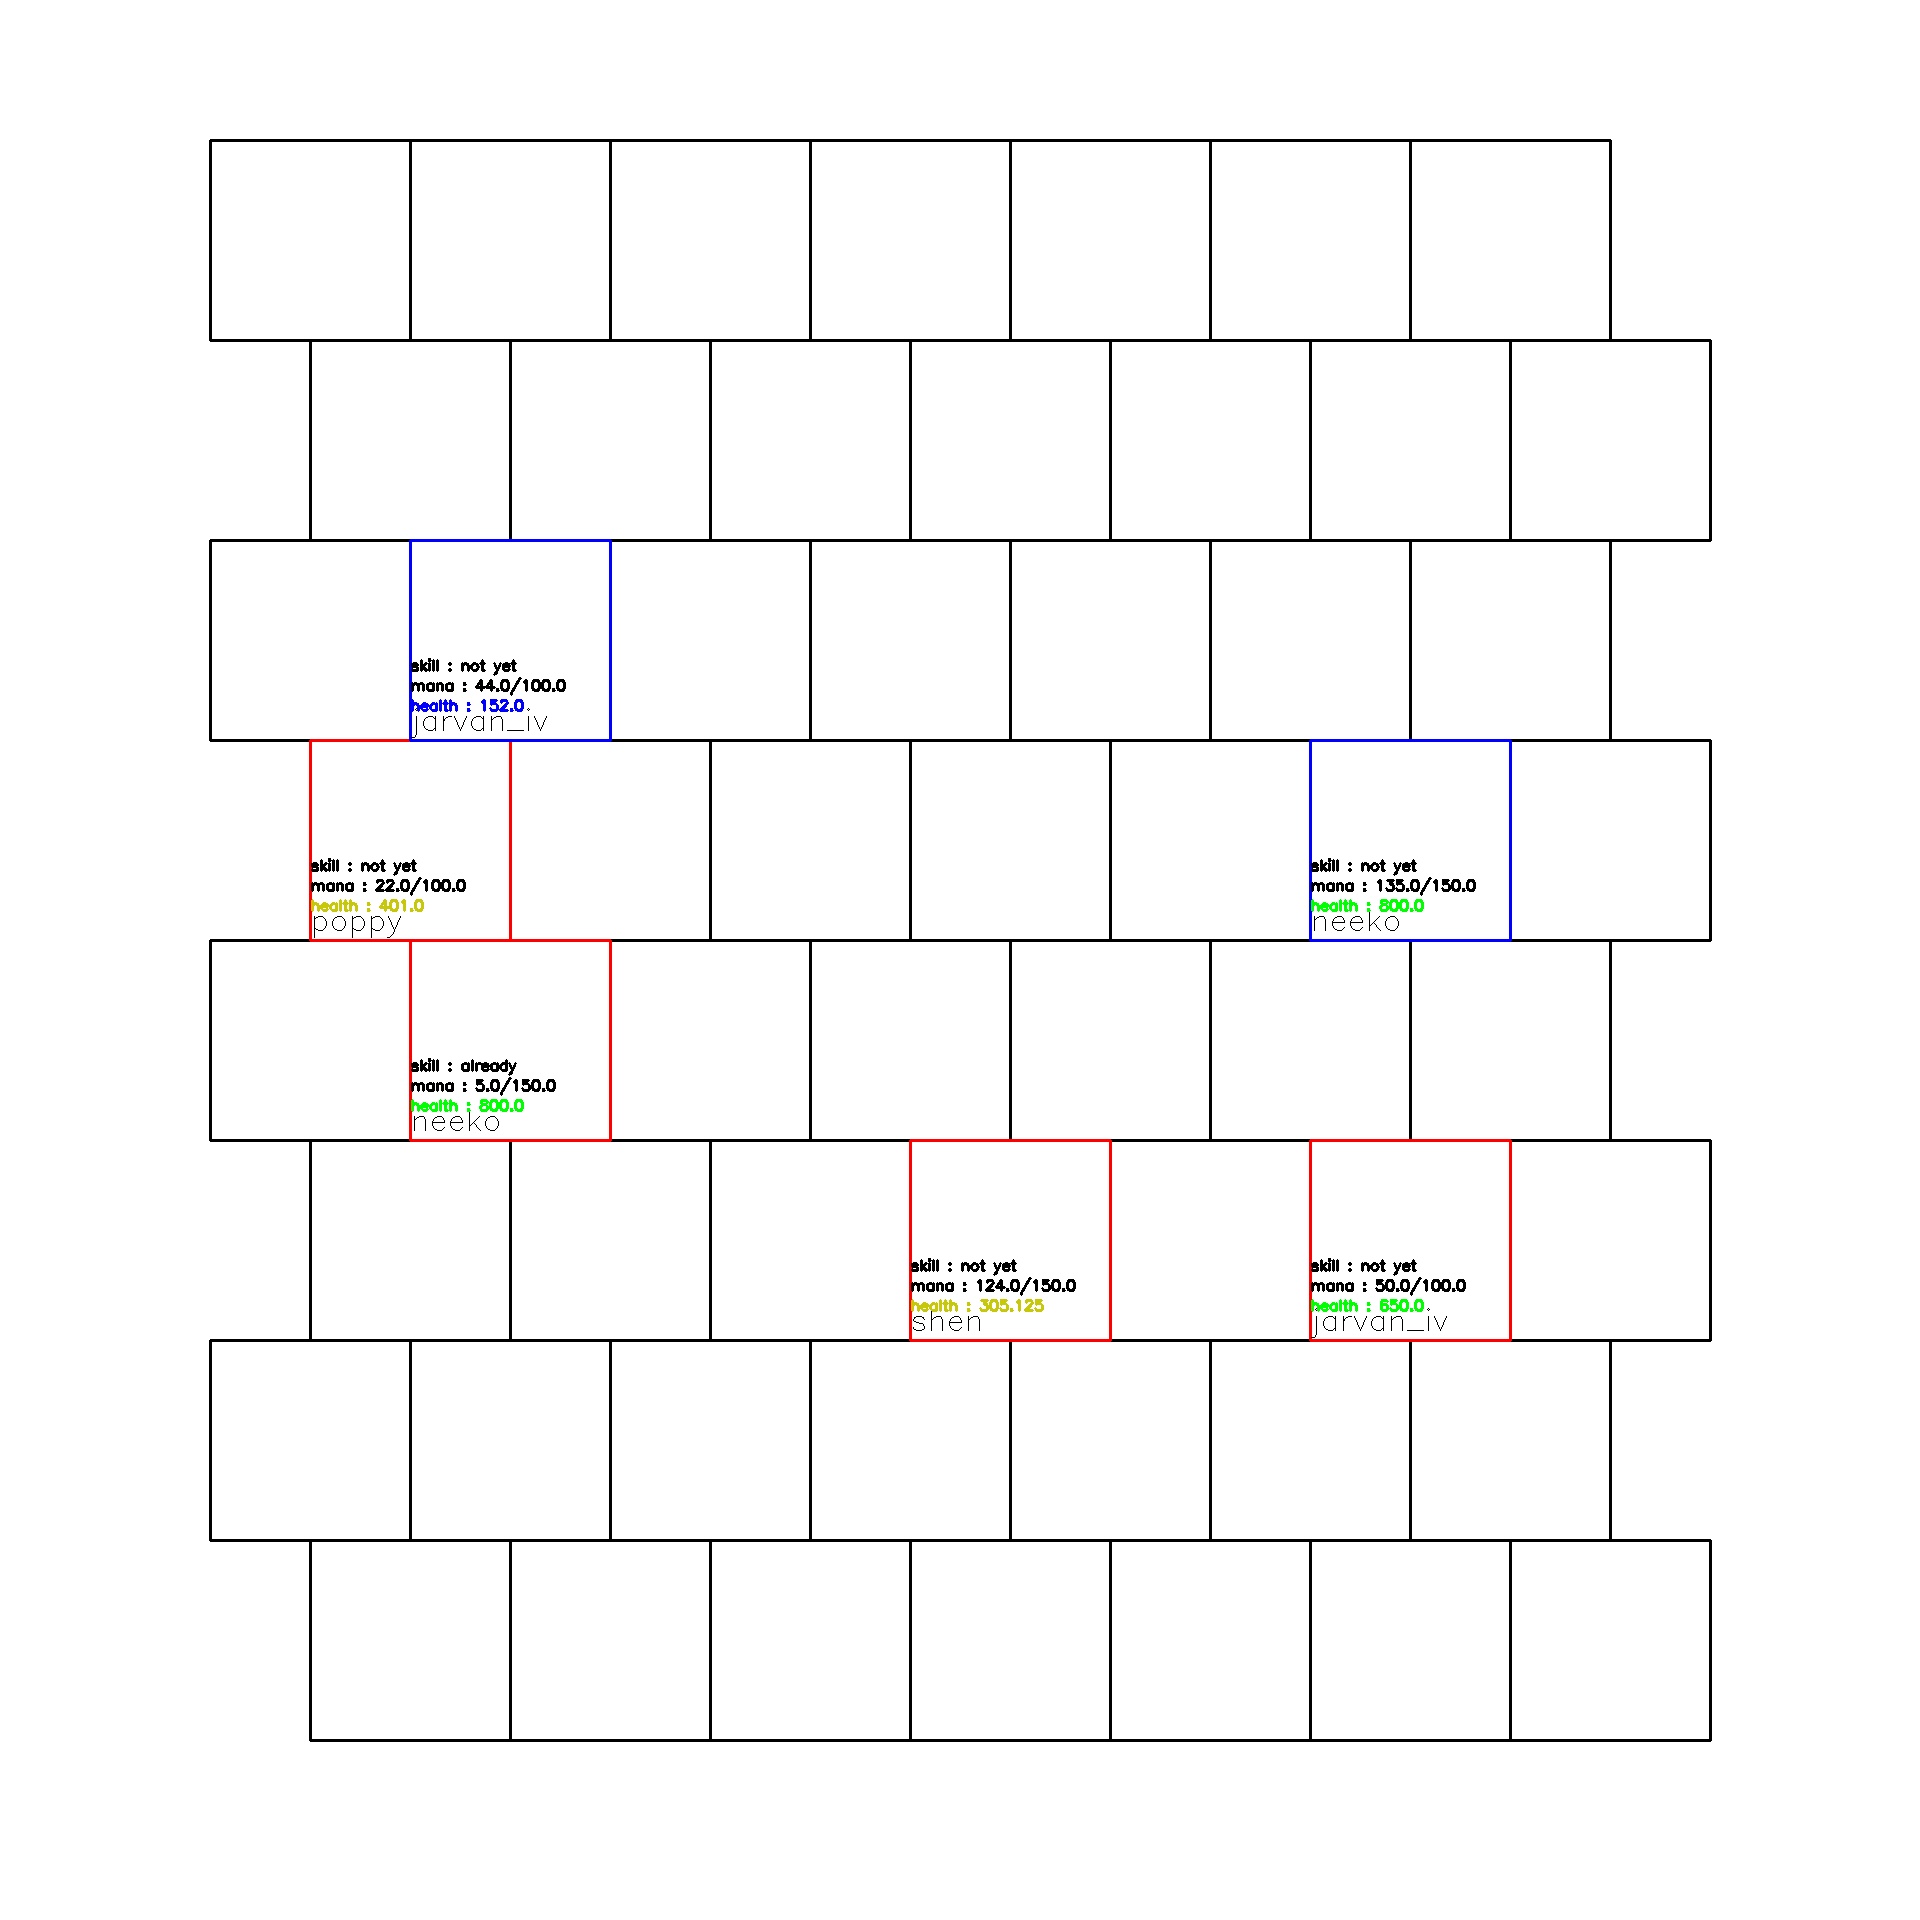 skill : not yet
mana : 44.0/100.0
health : 152.0
jarvan_iv
skill : not yet
mana : 22.0/100.0
health : 401.0
poppy
skill : not yet
mana : 135.0/150.0
health : 800.0
neeko
skill : already
mana : 5.0/150.0
health : 800.0
neeko
skill : not yet
mana : 124.0/150.0
health : 305.125
shen
skill : not yet
mana : 50.0/100.0
health : 650.0
jarvan_iv